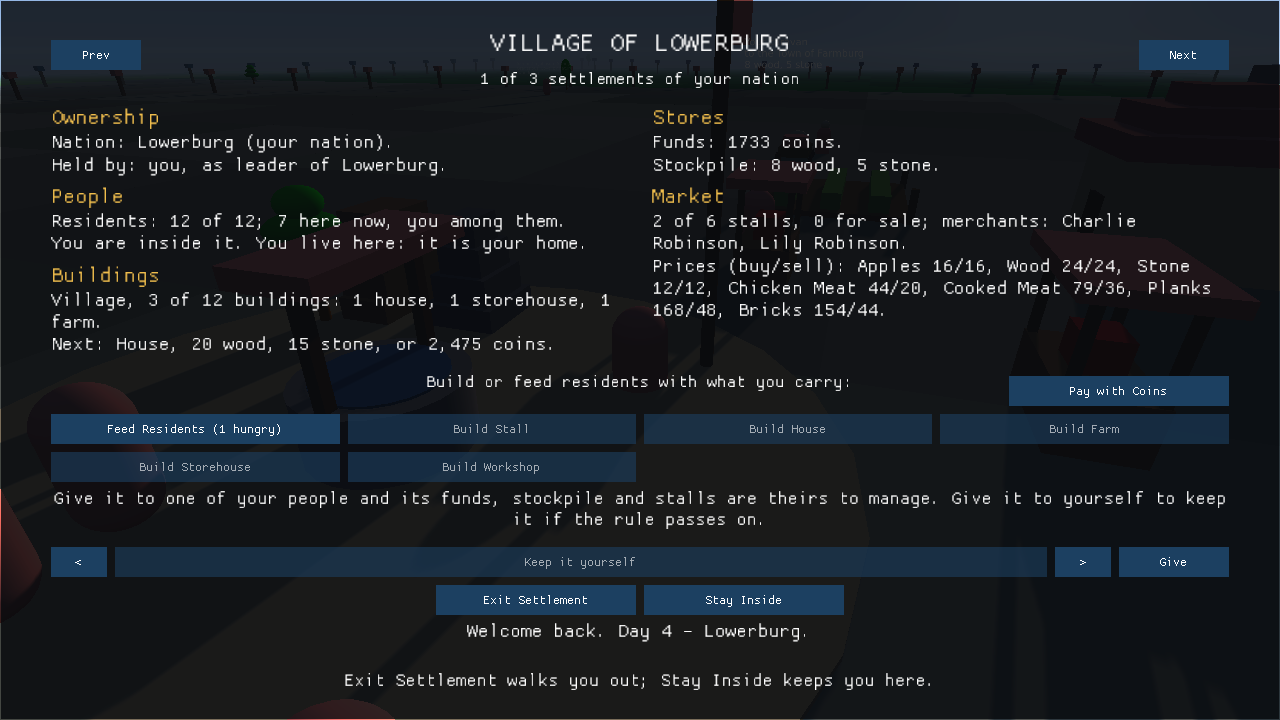 Prev
VILLAGE OF LOWERBURG
Next
1 of 3 settlements of your nation
Ownership
Nation: Lowerburg (your nation).
Held by: you, as leader of Lowerburg.
People
Residents: 12 of 12; 7 here now, you among them.
You are inside it. You live here: it is your home.
Buildings
Village, 3 of 12 buildings: 1 house, 1 storehouse, 1
farm.
Next: House, 20 wood, 15 stone, or 2,475 coins.
Stores
Funds: 1733 coins.
Stockpile: 8 wood, 5 stone.
Market
2 of 6 stalls, 0 for sale; merchants: Charlie
Robinson, Lily Robinson.
Prices (buy/sell): Apples 16/16, Wood 24/24, Stone
12/12, Chicken Meat 44/20, Cooked Meat 79/36, Planks
168/48, Bricks 154/44.
Build or feed residents with what you carry:
Pay with Coins
Feed Residents (1 hungry)
Build Stall
Build House
Build Farm
Build Storehouse
Build Workshop
Give it to one of your people and its funds, stockpile and stalls are theirs to manage. Give it to yourself to keep
it if the rule passes on.
<
Keep it yourself
>
Give
Exit Settlement
Stay Inside
Welcome back. Day 4 - Lowerburg.
Exit Settlement walks you out; Stay Inside keeps you here.